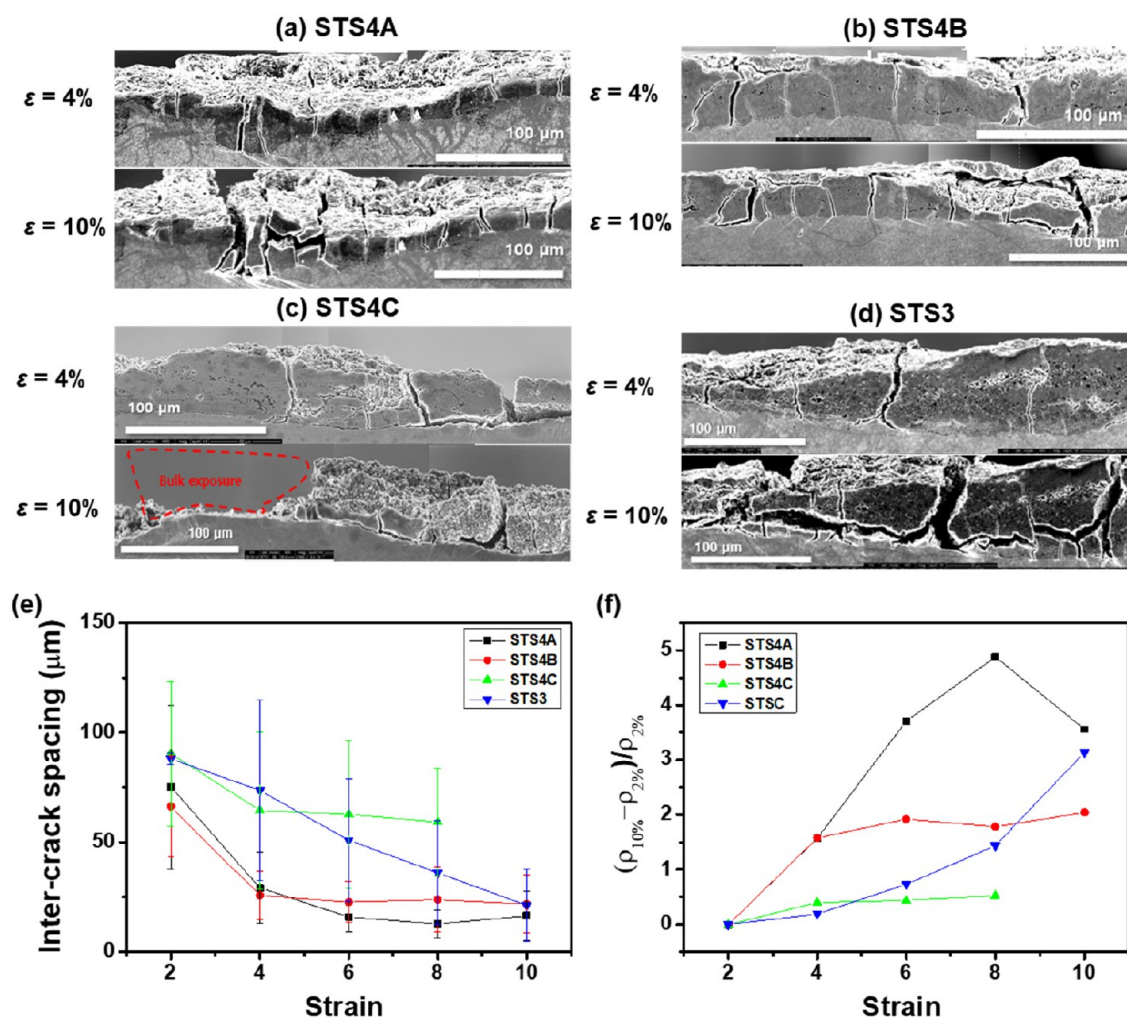 (a) STS4A
ε = 4%
100 μm
ε = 10%
100 μm
(b) STS4B
ε = 4%
100 μm
ε = 10%
100 μm
(c) STS4C
ε = 4%
100 μm
ε = 10%
Bulk exposure
100 μm
(d) STS3
ε = 4%
100 μm
ε = 10%
100 μm
(e)
Inter-crack spacing (μm)
150
100
50
0
STS4A
STS4B
STS4C
STS3
2 4 6 8 10
Strain
(f)
(ρ10%−ρ2%)/ρ2%
5
4
3
2
1
0
STS4A
STS4B
STS4C
STSC
2 4 6 8 10
Strain